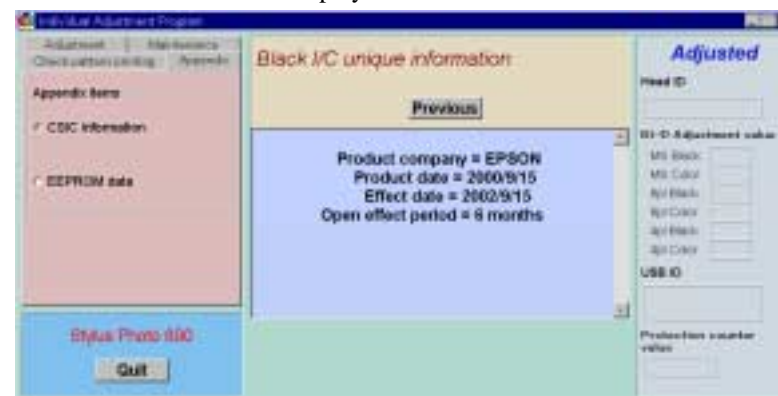 Individual Adjustment Program
Adjustment
Maintenance
Check pattern printing
Appendix
Appendix items
CSIC information
EEPROM data
Stylus Photo 890
Quit
Black I/C unique information
Previous
Product company = EPSON
Product date = 2000/9/15
Effect date = 2002/9/15
Open effect period = 6 months
Adjusted
Head ID
Bi-D Adjustment value
USB ID
Protection counter
value